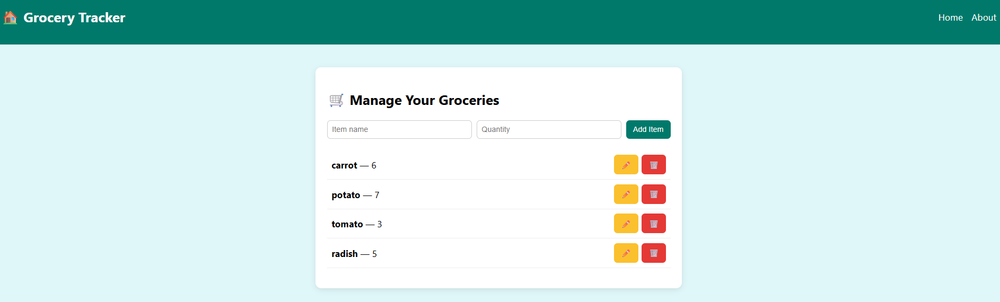 Grocery Tracker
Home About
Manage Your Groceries
Item name Quantity Add Item
carrot — 6
potato — 7
tomato — 3
radish — 5